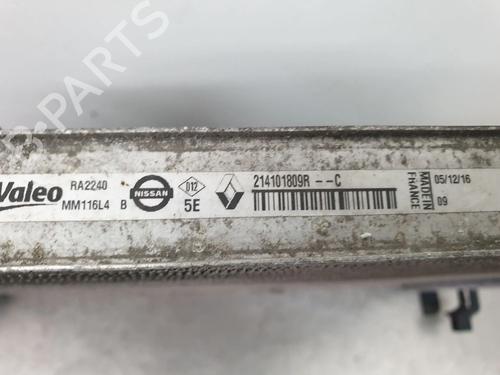 B-PARTS
Valeo
RA2240
MM116L4 B
NISSAN
D12
5E
214101809R --C
MADE IN
FRANCE
05/12/16
09